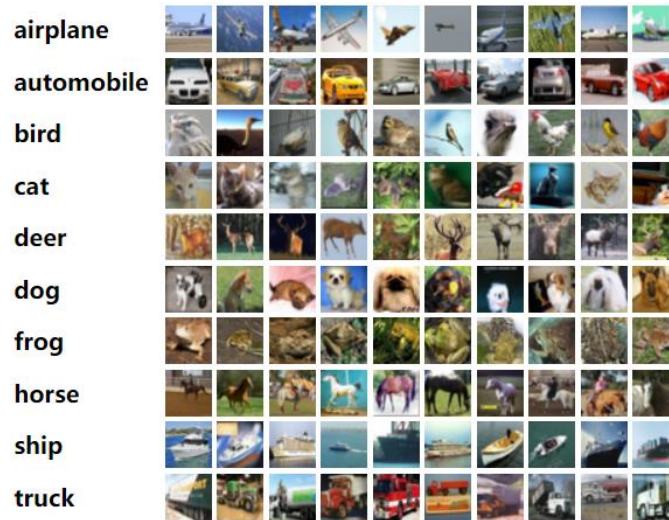 airplane
automobile
bird
cat
deer
dog
frog
horse
ship
truck